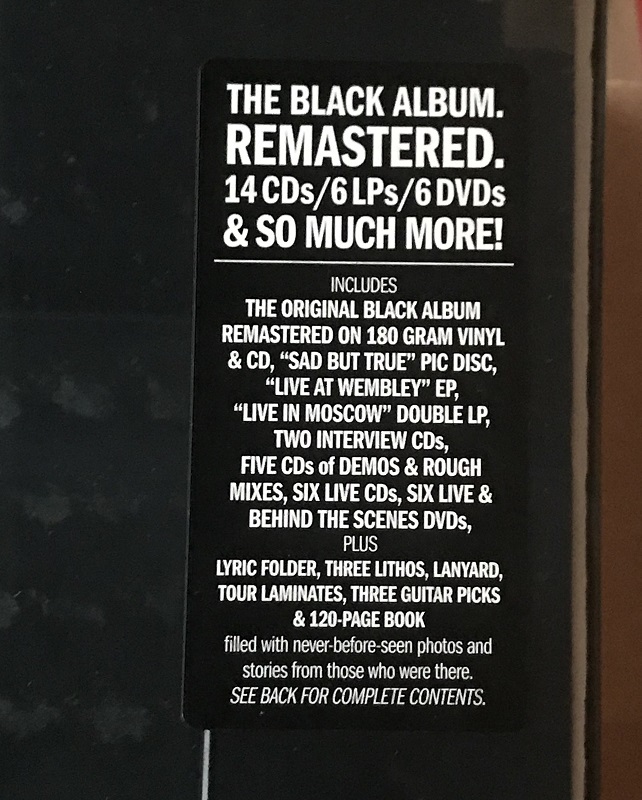 THE BLACK ALBUM.
REMASTERED.
14 CDs/6 LPs/6 DVDs
& SO MUCH MORE!
INCLUDES
THE ORIGINAL BLACK ALBUM
REMASTERED ON 180 GRAM VINYL
& CD, “SAD BUT TRUE” PIC DISC,
“LIVE AT WEMBLEY” EP,
“LIVE IN MOSCOW” DOUBLE LP,
TWO INTERVIEW CDs,
FIVE CDs of DEMOS & ROUGH
MIXES, SIX LIVE CDs, SIX LIVE &
BEHIND THE SCENES DVDs,
PLUS
LYRIC FOLDER, THREE LITHOS, LANYARD,
TOUR LAMINATES, THREE GUITAR PICKS
& 120-PAGE BOOK
filled with never-before-seen photos and
stories from those who were there.
SEE BACK FOR COMPLETE CONTENTS.